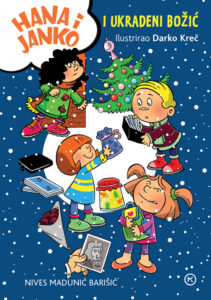 HANA i
JANKO
I UKRADENI BOŽIĆ
Ilustrirao Darko Kreč
NIVES MADUNIĆ BARIŠIĆ
M